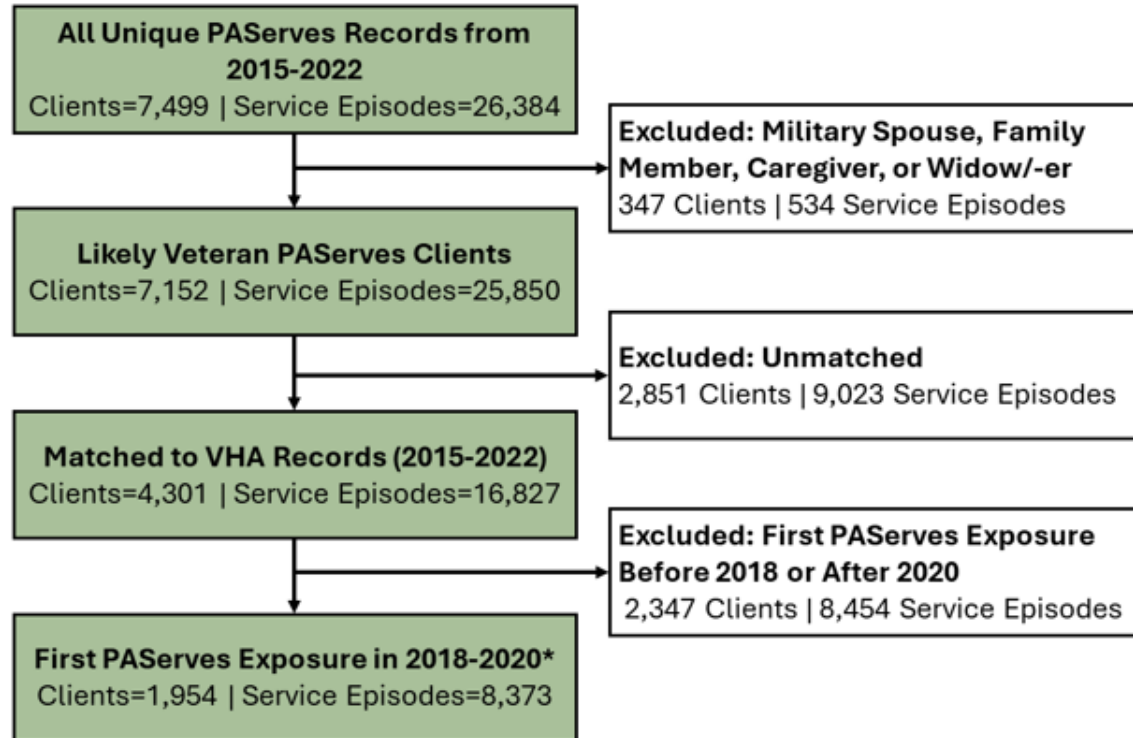 All Unique PAServes Records from
2015-2022
Clients=7,499 | Service Episodes=26,384
Excluded: Military Spouse, Family
Member, Caregiver, or Widow/-er
347 Clients | 534 Service Episodes
Likely Veteran PAServes Clients
Clients=7,152 | Service Episodes=25,850
Excluded: Unmatched
2,851 Clients | 9,023 Service Episodes
Matched to VHA Records (2015-2022)
Clients=4,301 | Service Episodes=16,827
Excluded: First PAServes Exposure
Before 2018 or After 2020
2,347 Clients | 8,454 Service Episodes
First PAServes Exposure in 2018-2020*
Clients=1,954 | Service Episodes=8,373